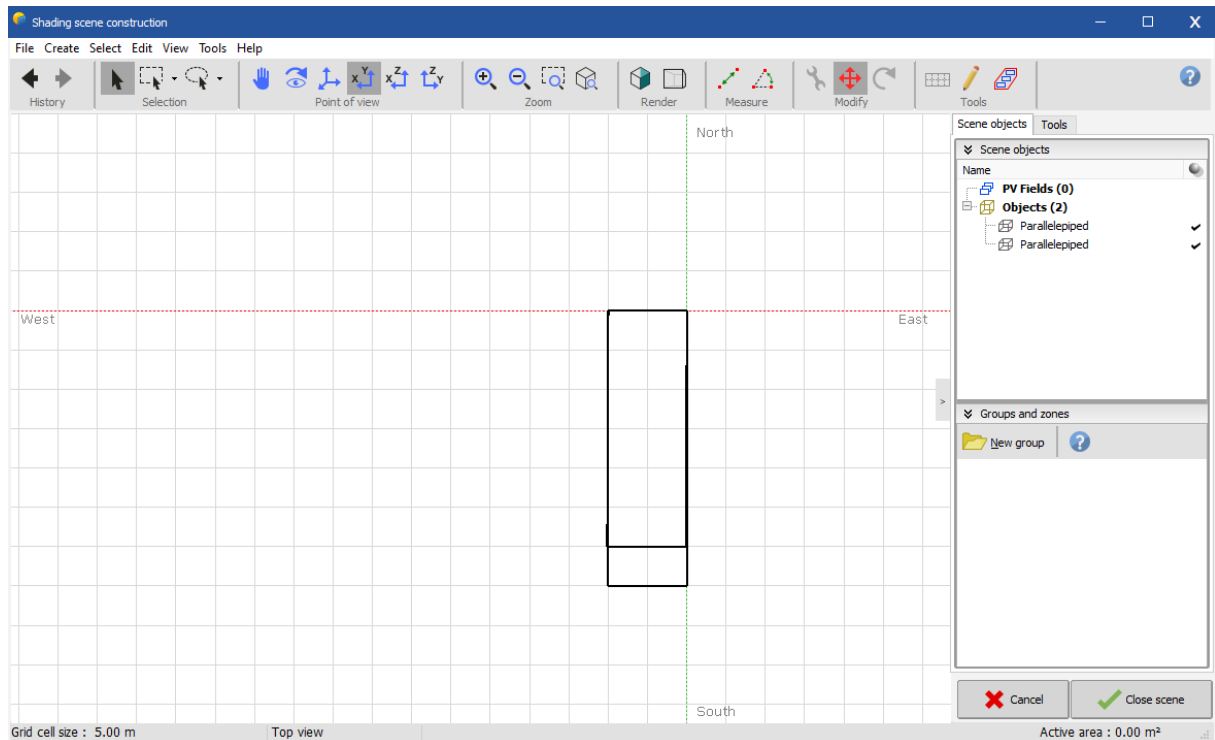 Shading scene construction
File Create Select Edit View Tools Help
History Selection Point of view Zoom Render Measure Modify Tools
North
West
East
South
Scene objects Tools
Scene objects
Name
PV Fields (0)
Objects (2)
Parallelepiped
Parallelepiped
>
Groups and zones
New group
Cancel Close scene
Grid cell size : 5.00 m Top view Active area : 0.00 m²